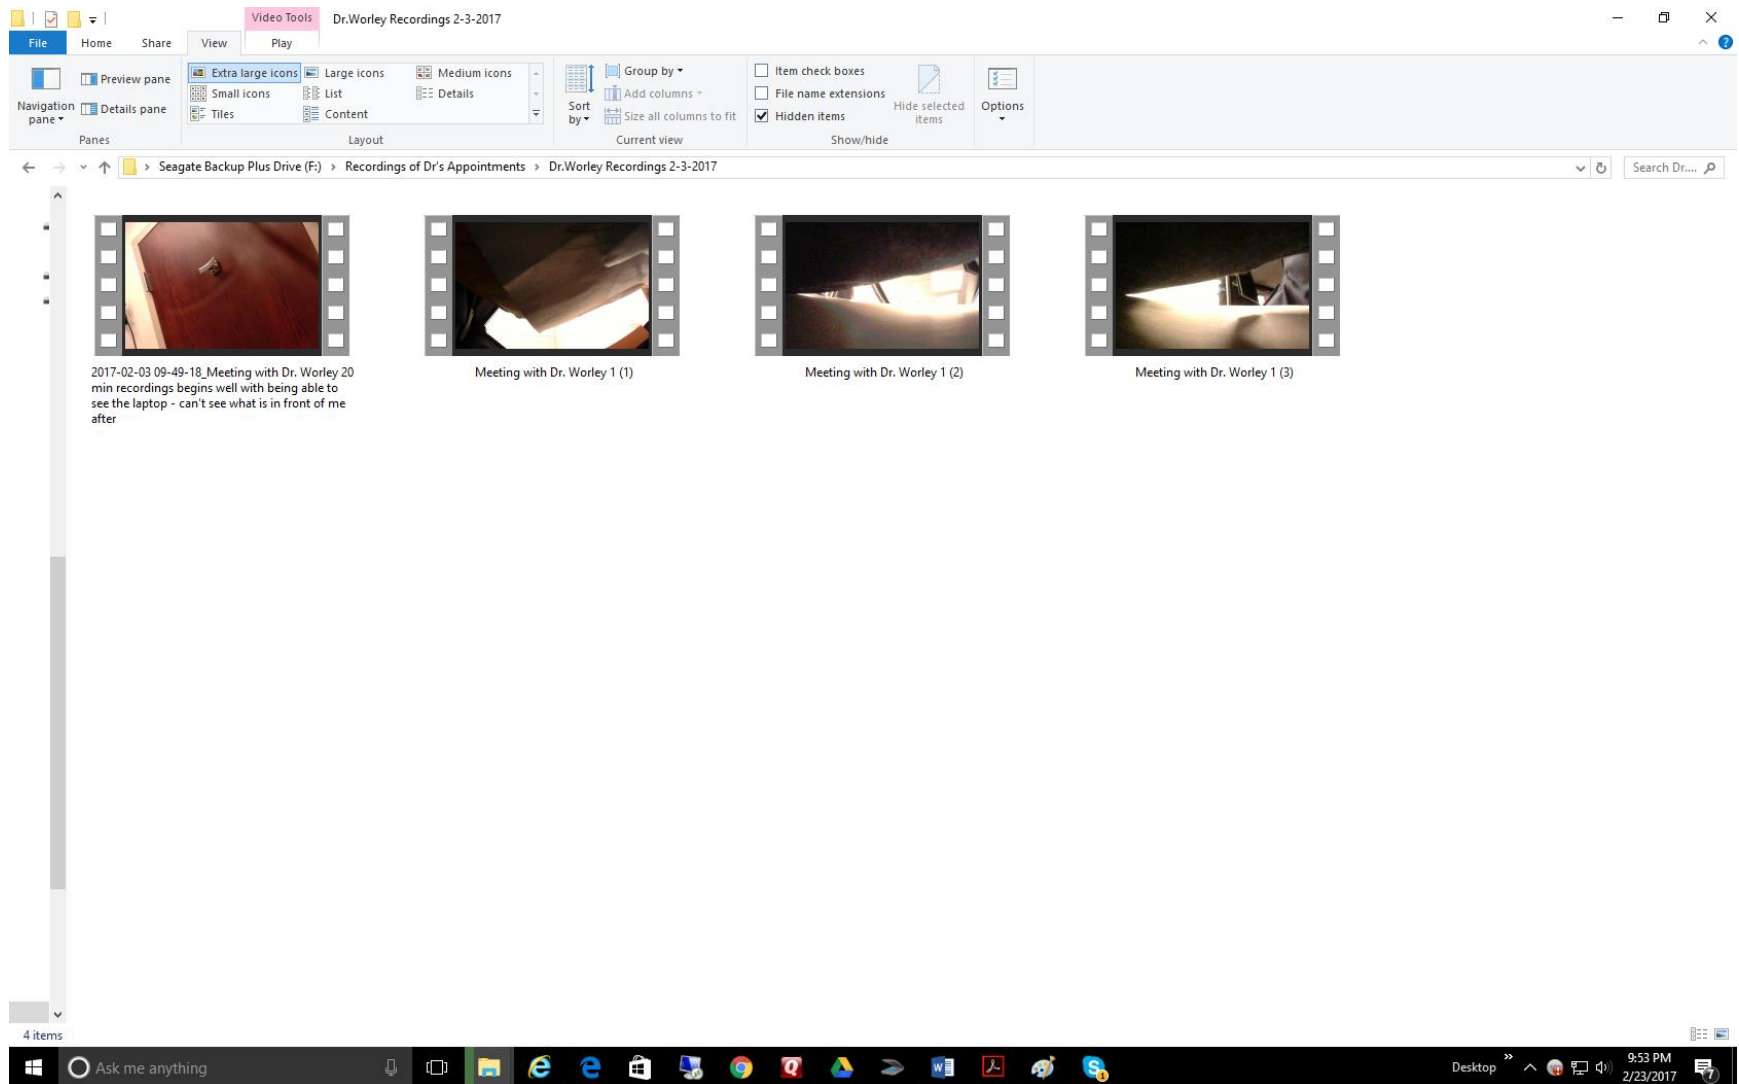 Video Tools Dr.Worley Recordings 2-3-2017
File Home Share View Play
Navigation pane
Preview pane
Details pane
Panes
Extra large icons Large icons Medium icons
Small icons List Details
Tiles Content
Layout
Sort by
Group by
Add columns
Size all columns to fit
Current view
Item check boxes
File name extensions
Hidden items
Hide selected items
Show/hide
Options
Seagate Backup Plus Drive (F:) > Recordings of Dr's Appointments > Dr.Worley Recordings 2-3-2017
Search Dr....
2017-02-03 09-49-18_Meeting with Dr. Worley 20
min recordings begins well with being able to
see the laptop - can't see what is in front of me
after
Meeting with Dr. Worley 1 (1)
Meeting with Dr. Worley 1 (2)
Meeting with Dr. Worley 1 (3)
4 items
Ask me anything
Desktop
9:53 PM
2/23/2017